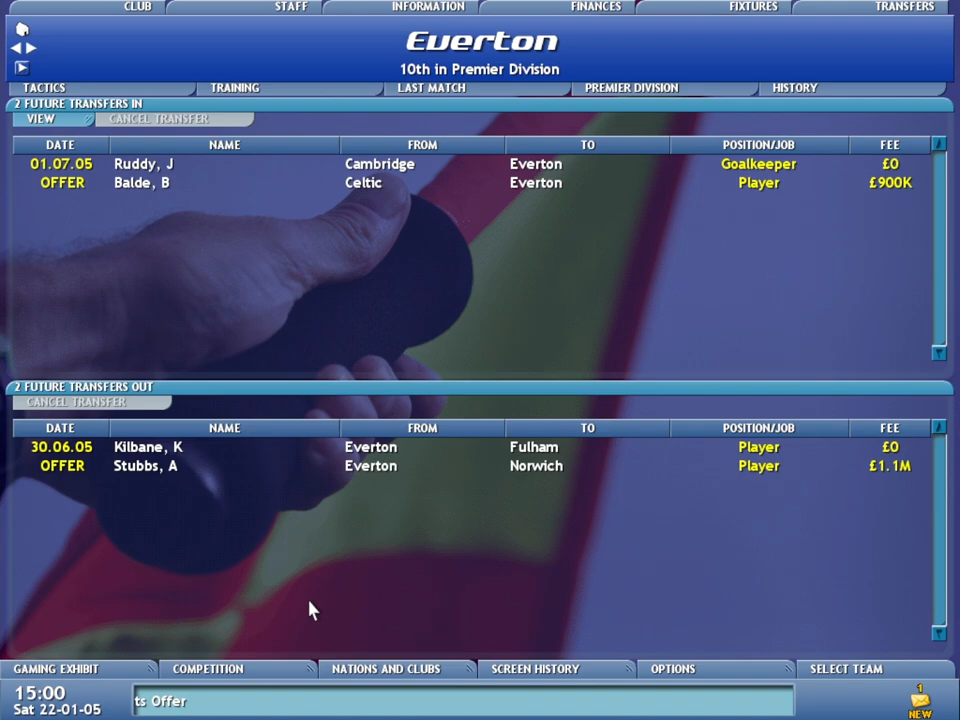 CLUB STAFF INFORMATION FINANCES FIXTURES TRANSFERS
Everton
10th in Premier Division
TACTICS TRAINING LAST MATCH PREMIER DIVISION HISTORY
2 FUTURE TRANSFERS IN
VIEW CANCEL TRANSFER
DATE NAME FROM TO POSITION/JOB FEE
01.07.05 Ruddy, J Cambridge Everton Goalkeeper £0
OFFER Balde, B Celtic Everton Player £900K
2 FUTURE TRANSFERS OUT
CANCEL TRANSFER
DATE NAME FROM TO POSITION/JOB FEE
30.06.05 Kilbane, K Everton Fulham Player £0
OFFER Stubbs, A Everton Norwich Player £1.1M
GAMING EXHIBIT COMPETITION NATIONS AND CLUBS SCREEN HISTORY OPTIONS SELECT TEAM
15:00
Sat 22-01-05
ts Offer
1
NEW